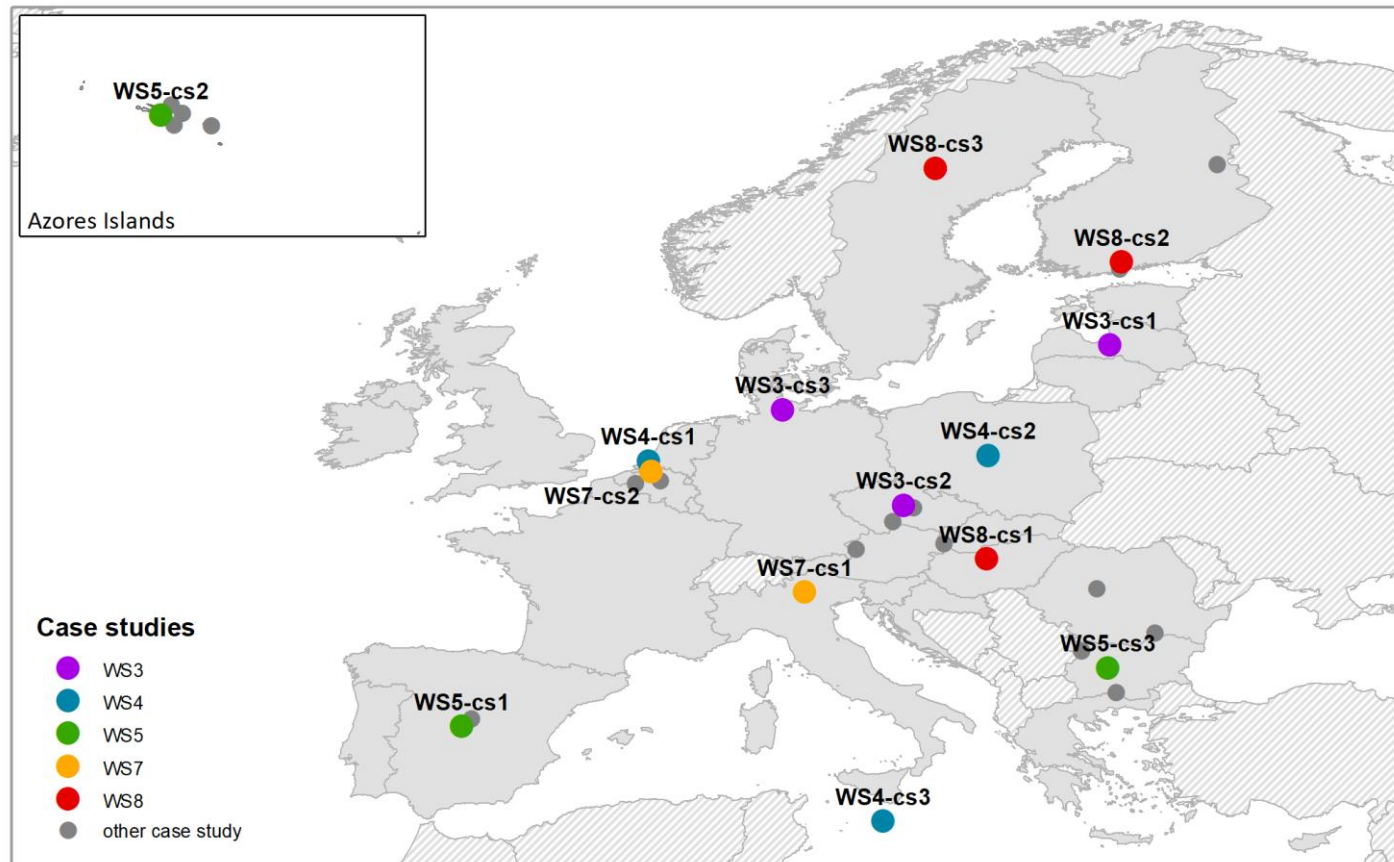 WS5-cs2
Azores Islands
WS8-cs3
WS8-cs2
WS3-cs1
WS3-cs3
WS4-cs1
WS4-cs2
WS7-cs2
WS3-cs2
WS8-cs1
WS7-cs1
WS5-cs3
WS5-cs1
WS4-cs3
Case studies
WS3
WS4
WS5
WS7
WS8
other case study